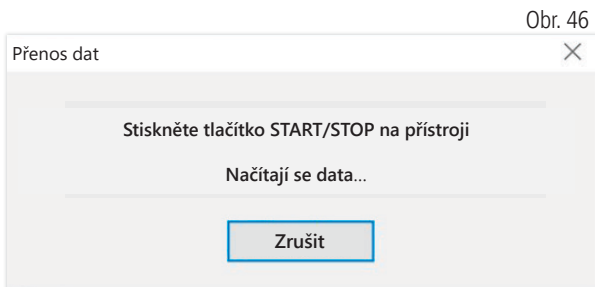 Obr. 46
Přenos dat
Stiskněte tlačítko START/STOP na přístroji
Načítají se data...
Zrušit